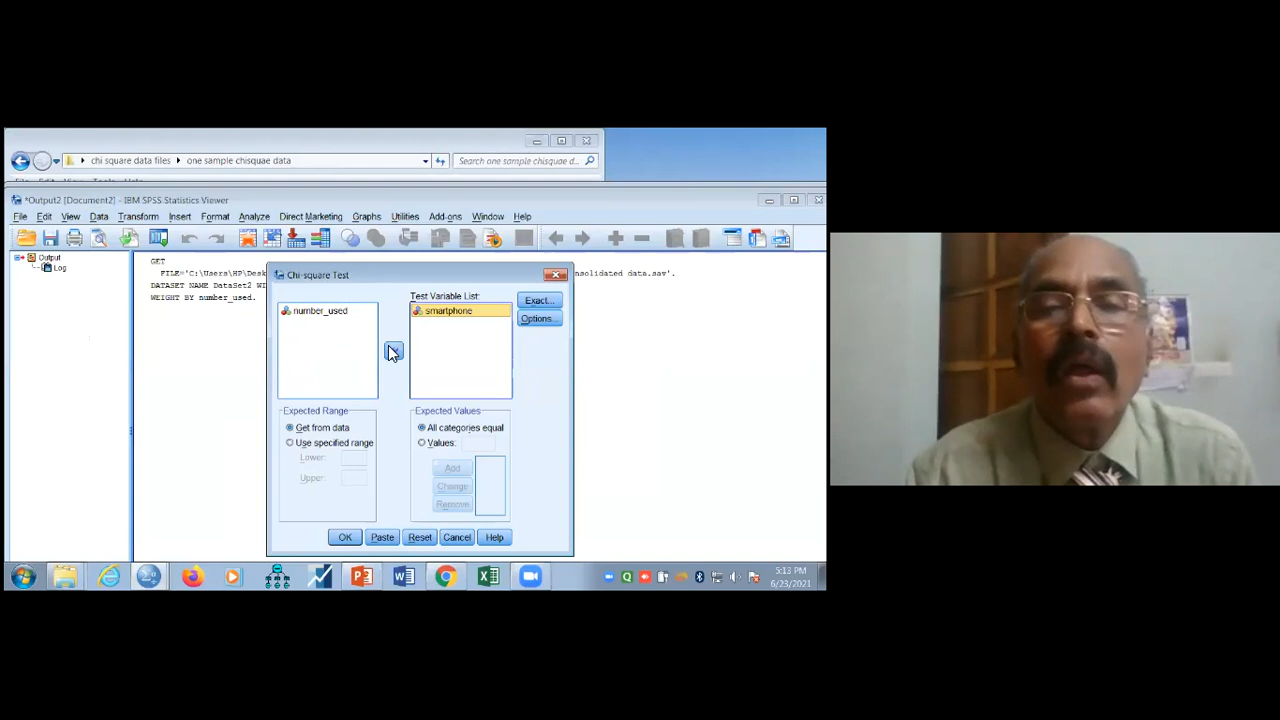 chi square data files ▸ one sample chisquae data
Search one sample chisquae d...
*Output2 [Document2] - IBM SPSS Statistics Viewer
File Edit View Data Transform Insert Format Analyze Direct Marketing Graphs Utilities Add-ons Window Help
Output
Log
GET
FILE='C:\Users\HP\Desk
solidated data.sav'.
DATASET NAME DataSet2 WI
WEIGHT BY number_used.
Chi-square Test
Test Variable List:
number_used
smartphone
Exact...
Options...
Expected Range
Get from data
Use specified range
Lower:
Upper:
Expected Values
All categories equal
Values:
Add
Change
Remove
OK Paste Reset Cancel Help
5:13 PM
6/23/2021